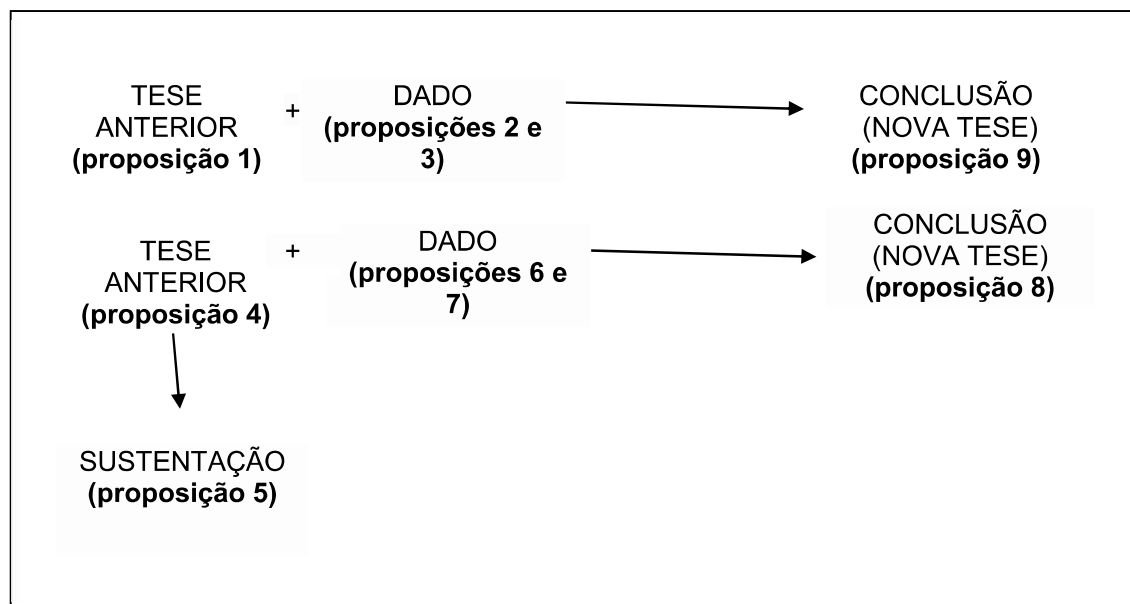 TESE
ANTERIOR
(proposição 1)
+
DADO
(proposições 2 e
3)
CONCLUSÃO
(NOVA TESE)
(proposição 9)
TESE
ANTERIOR
(proposição 4)
+
DADO
(proposições 6 e
7)
CONCLUSÃO
(NOVA TESE)
(proposição 8)
SUSTENTAÇÃO
(proposição 5)